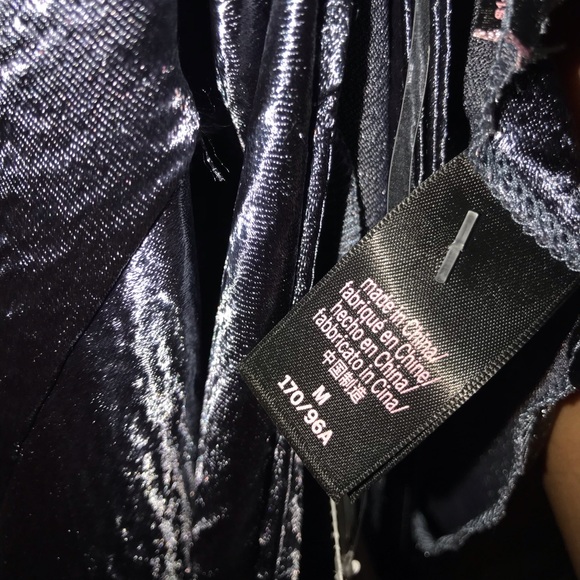 made in China/
fabriqué en Chine/
hecho en China/
fabbricato in Cina/
中国制造
M
170/96A